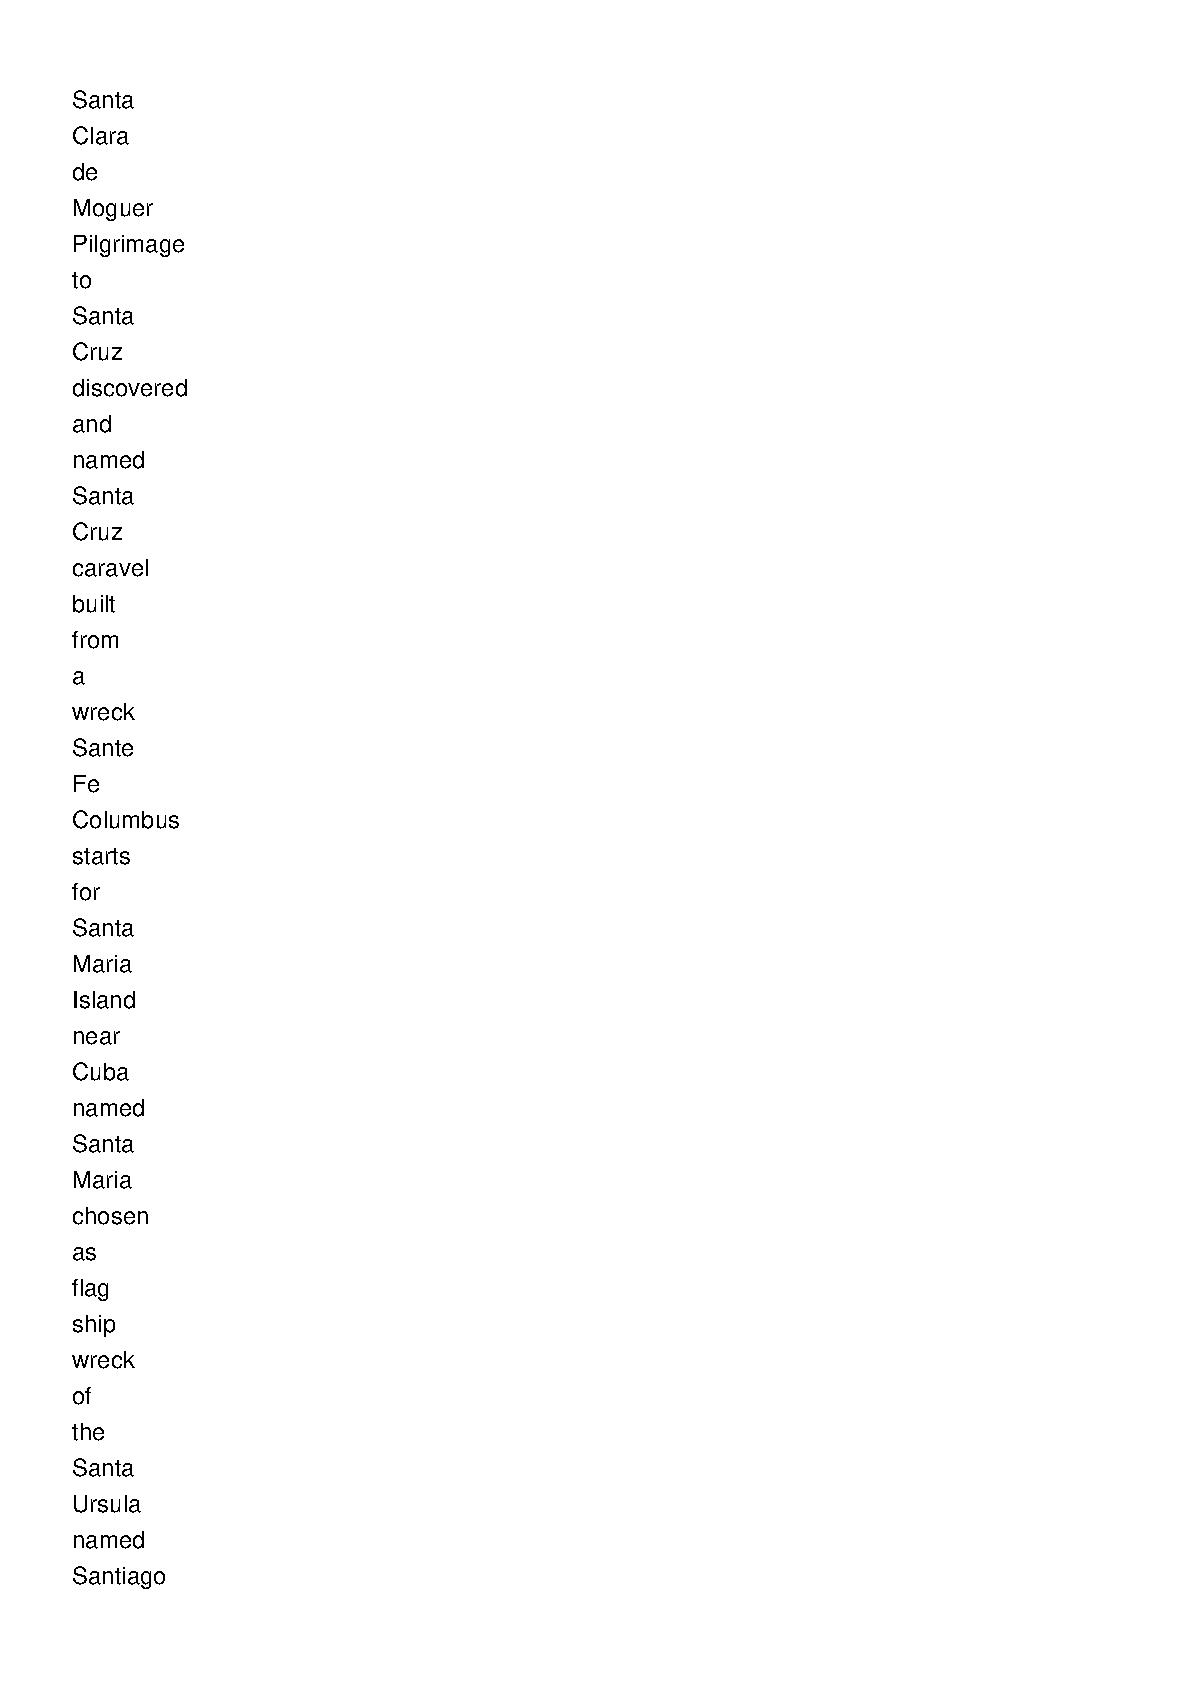 Santa
Clara
de
Moguer
Pilgrimage
to
Santa
Cruz
discovered
and
named
Santa
Cruz
caravel
built
from
a
wreck
Sante
Fe
Columbus
starts
for
Santa
Maria
Island
near
Cuba
named
Santa
Maria
chosen
as
flag
ship
wreck
of
the
Santa
Ursula
named
Santiago